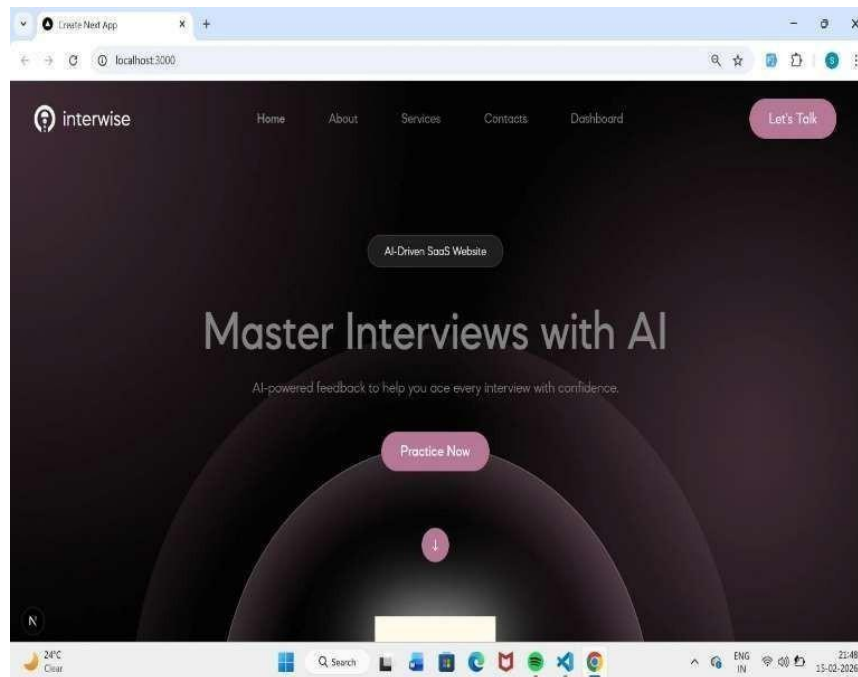 Create Next App
localhost:3000
interwise
Home About Services Contacts Dashboard
Let's Talk
AI-Driven SaaS Website
Master Interviews with AI
AI-powered feedback to help you ace every interview with confidence.
Practice Now
N
24°C
Clear
Search
ENG
IN
21:48
15-02-2026